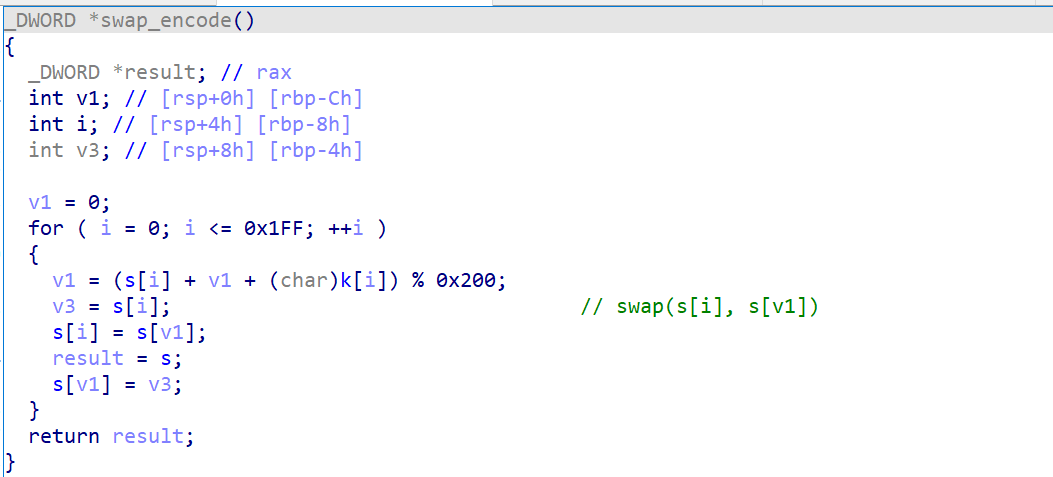 _DWORD *swap_encode()
{
  _DWORD *result; // rax
  int v1; // [rsp+0h] [rbp-Ch]
  int i; // [rsp+4h] [rbp-8h]
  int v3; // [rsp+8h] [rbp-4h]

  v1 = 0;
  for ( i = 0; i <= 0x1FF; ++i )
  {
    v1 = (s[i] + v1 + (char)k[i]) % 0x200;
    v3 = s[i];                                  // swap(s[i], s[v1])
    s[i] = s[v1];
    result = s;
    s[v1] = v3;
  }
  return result;
}